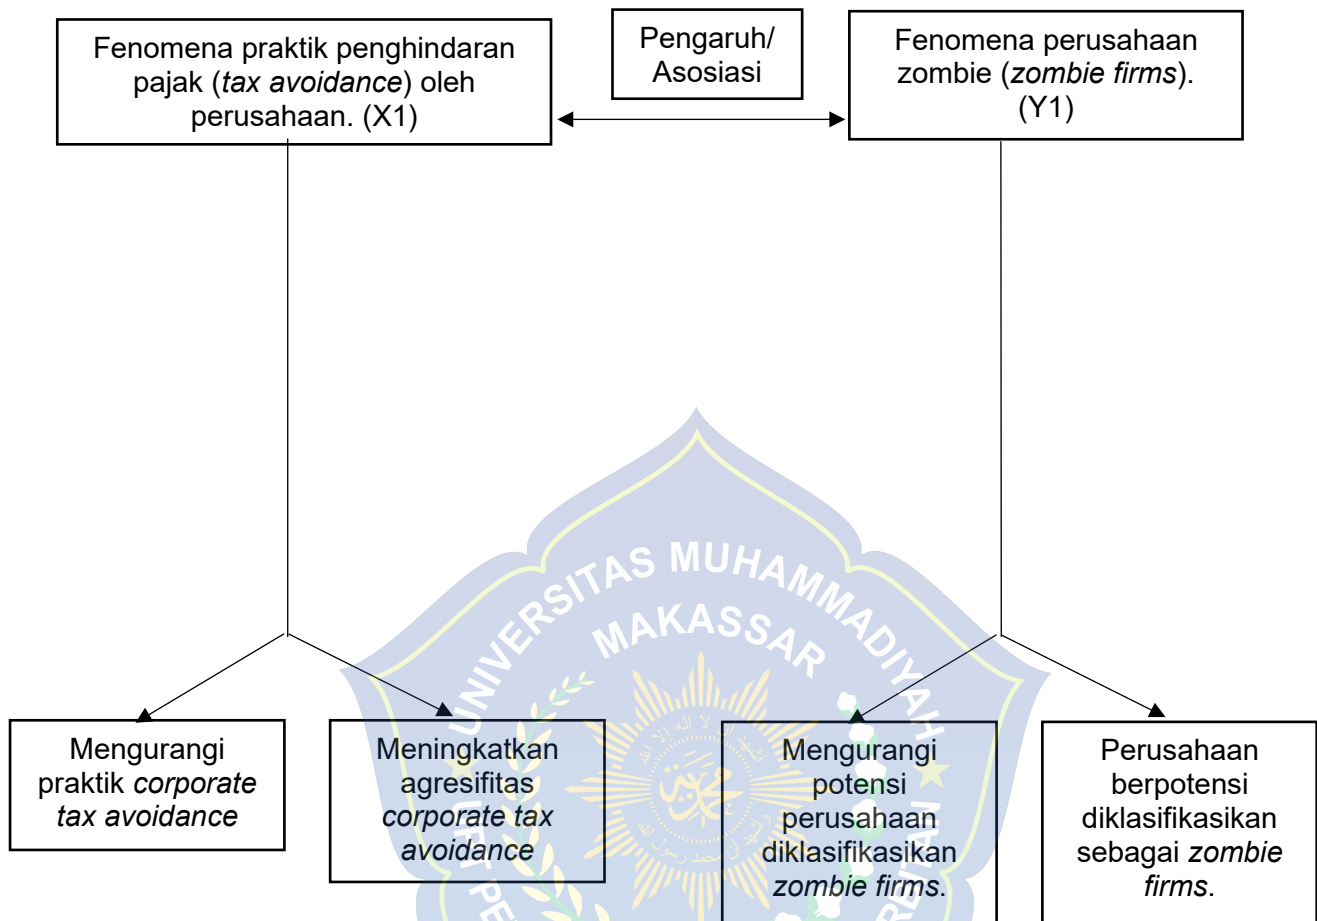 Fenomena praktik penghindaran
pajak (tax avoidance) oleh
perusahaan. (X1)
Pengaruh/
Asosiasi
Fenomena perusahaan
zombie (zombie firms).
(Y1)
UNIVERSITAS MUHAMMADIYAH
MAKASSAR
Mengurangi
praktik corporate
tax avoidance
Meningkatkan
agresifitas
corporate tax
avoidance
Mengurangi
potensi
perusahaan
diklasifikasikan
zombie firms.
Perusahaan
berpotensi
diklasifikasikan
sebagai zombie
firms.